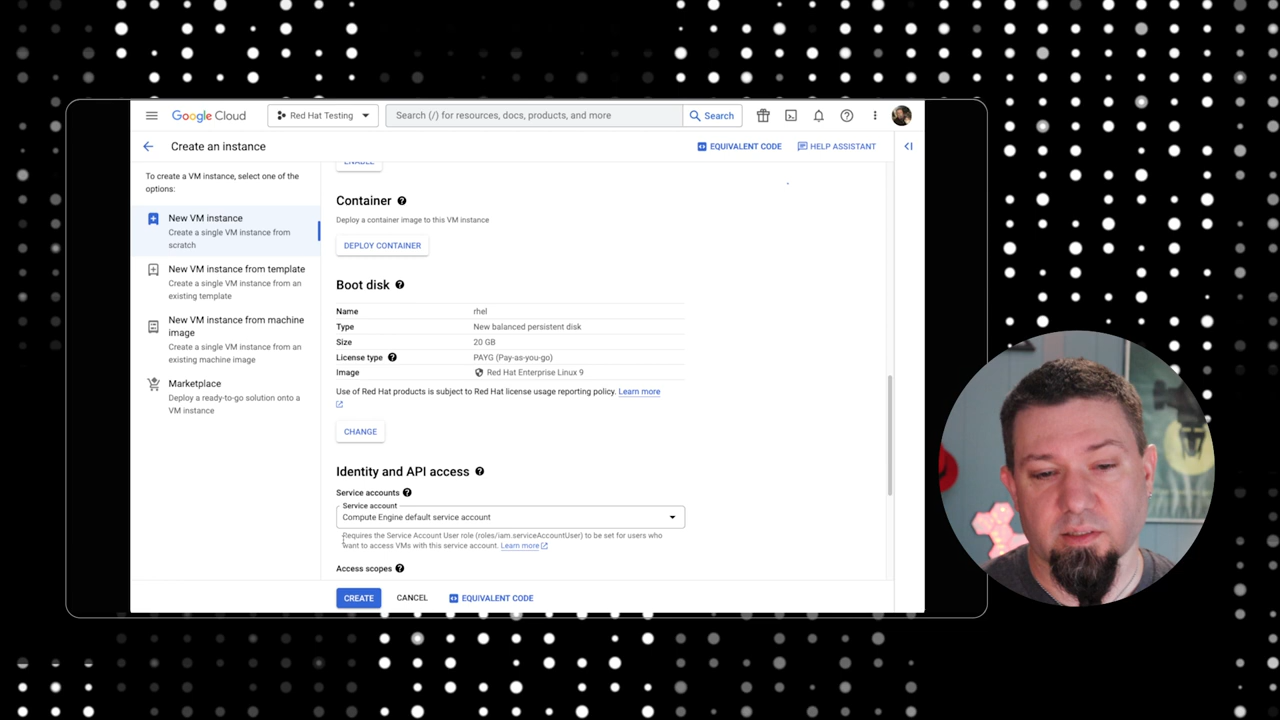 Google Cloud
Red Hat Testing
Search (/) for resources, docs, products, and more
Search
Create an instance
EQUIVALENT CODE
HELP ASSISTANT
To create a VM instance, select one of the
options:
New VM instance
Create a single VM instance from
scratch
New VM instance from template
Create a single VM instance from an
existing template
New VM instance from machine
image
Create a single VM instance from an
existing machine image
Marketplace
Deploy a ready-to-go solution onto a
VM instance
ENABLE
Container
Deploy a container image to this VM instance
DEPLOY CONTAINER
Boot disk
Name rhel
Type New balanced persistent disk
Size 20 GB
License type PAYG (Pay-as-you-go)
Image Red Hat Enterprise Linux 9
Use of Red Hat products is subject to Red Hat license usage reporting policy. Learn more
CHANGE
Identity and API access
Service accounts
Service account
Compute Engine default service account
Requires the Service Account User role (roles/iam.serviceAccountUser) to be set for users who
want to access VMs with this service account. Learn more
Access scopes
CREATE
CANCEL
EQUIVALENT CODE